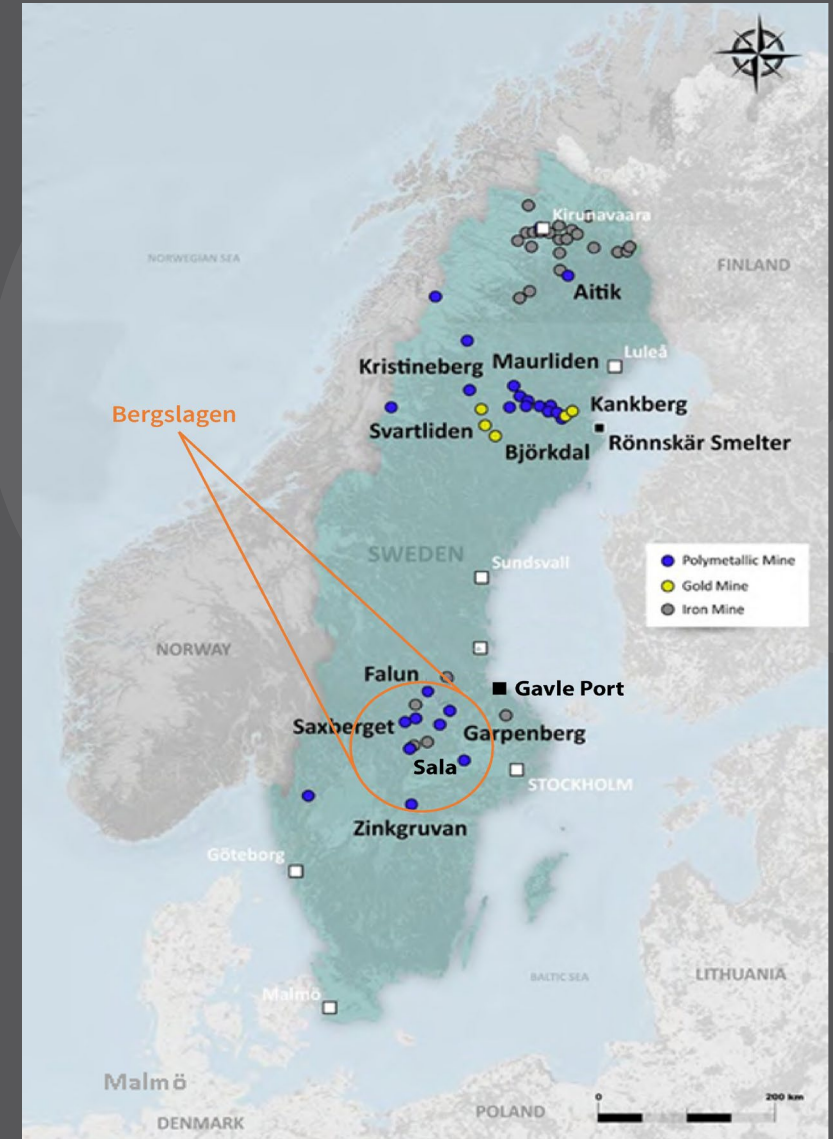 Kirunavaara
NORWEGIAN SEA
FINLAND
Aitik
Luleå
Maurliden
Kristineberg
Kankberg
Bergslagen
Svartliden
Rönnskär Smelter
Björkdal
SWEDEN
Sundsvall
Polymetallic Mine
Gold Mine
Iron Mine
NORWAY
Falun
Gavle Port
Saxberget
Garpenberg
Sala
STOCKHOLM
Zinkgruvan
Göteborg
BALTIC SEA
LITHUANIA
Malmö
Malmö
0
200 km
POLAND
DENMARK